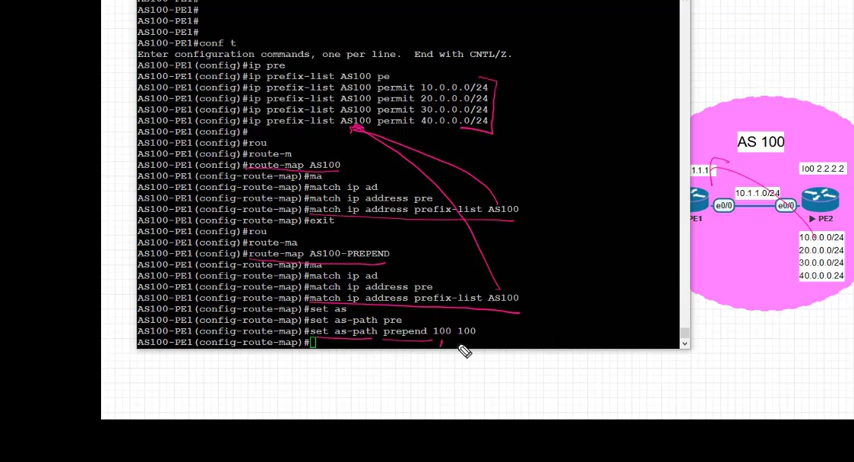 AS100-PE1#
AS100-PE1#
AS100-PE1#
AS100-PE1#conf t
Enter configuration commands, one per line.  End with CNTL/Z.
AS100-PE1(config)#ip pre
AS100-PE1(config)#ip prefix-list AS100 pe
AS100-PE1(config)#ip prefix-list AS100 permit 10.0.0.0/24
AS100-PE1(config)#ip prefix-list AS100 permit 20.0.0.0/24
AS100-PE1(config)#ip prefix-list AS100 permit 30.0.0.0/24
AS100-PE1(config)#ip prefix-list AS100 permit 40.0.0.0/24
AS100-PE1(config)#
AS100-PE1(config)#rou
AS100-PE1(config)#route-m
AS100-PE1(config)#route-map AS100
AS100-PE1(config-route-map)#ma
AS100-PE1(config-route-map)#match ip ad
AS100-PE1(config-route-map)#match ip address pre
AS100-PE1(config-route-map)#match ip address prefix-list AS100
AS100-PE1(config-route-map)#exit
AS100-PE1(config)#rou
AS100-PE1(config)#route-ma
AS100-PE1(config)#route-map AS100-PREPEND
AS100-PE1(config-route-map)#ma
AS100-PE1(config-route-map)#match ip ad
AS100-PE1(config-route-map)#match ip address pre
AS100-PE1(config-route-map)#match ip address prefix-list AS100
AS100-PE1(config-route-map)#set as
AS100-PE1(config-route-map)#set as-path pre
AS100-PE1(config-route-map)#set as-path prepend 100 100
AS100-PE1(config-route-map)#
AS 100
1.1.1
lo0 2.2.2.2
10.1.1.0/24
e0/0
e0/0
PE1
PE2
10.0.0.0/24
20.0.0.0/24
30.0.0.0/24
40.0.0.0.24